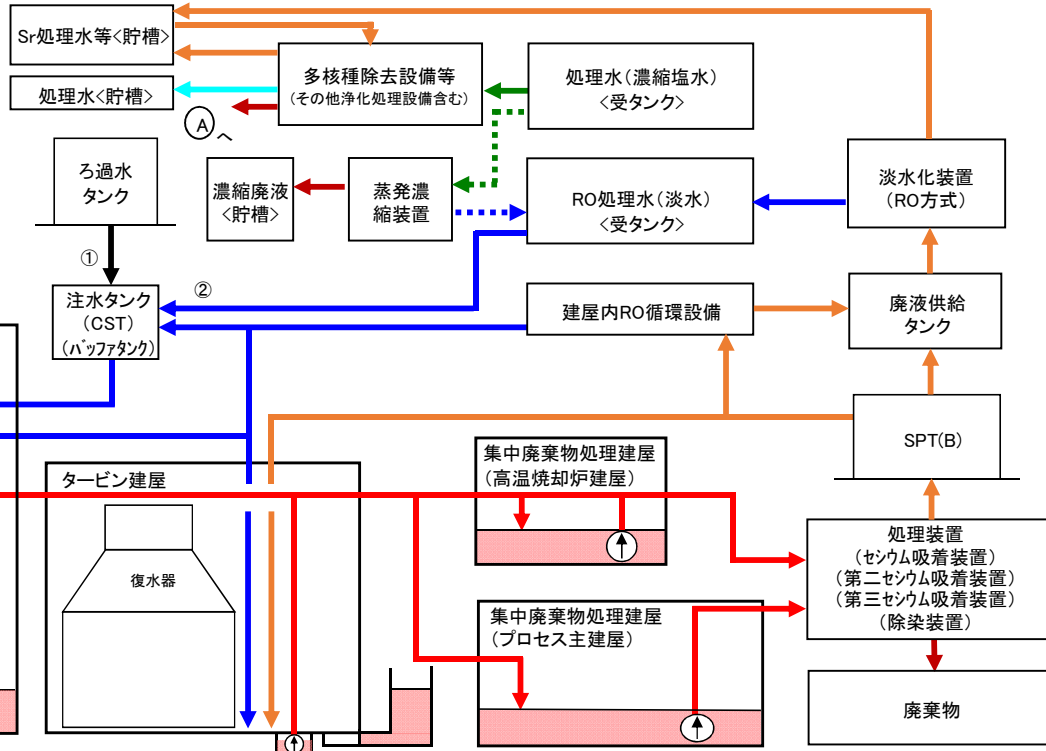 Sr処理水等<貯槽>
処理水<貯槽>
多核種除去設備等
(その他浄化処理設備含む)
処理水(濃縮塩水)
<受タンク>
A
へ
ろ過水
タンク
濃縮廃液
<貯槽>
蒸発濃
縮装置
RO処理水(淡水)
<受タンク>
淡水化装置
(RO方式)
①
②
注水タンク
(CST)
(バッファタンク)
建屋内RO循環設備
廃液供給
タンク
SPT(B)
タービン建屋
復水器
集中廃棄物処理建屋
(高温焼却炉建屋)
集中廃棄物処理建屋
(プロセス主建屋)
処理装置
(セシウム吸着装置)
(第二セシウム吸着装置)
(第三セシウム吸着装置)
(除染装置)
廃棄物